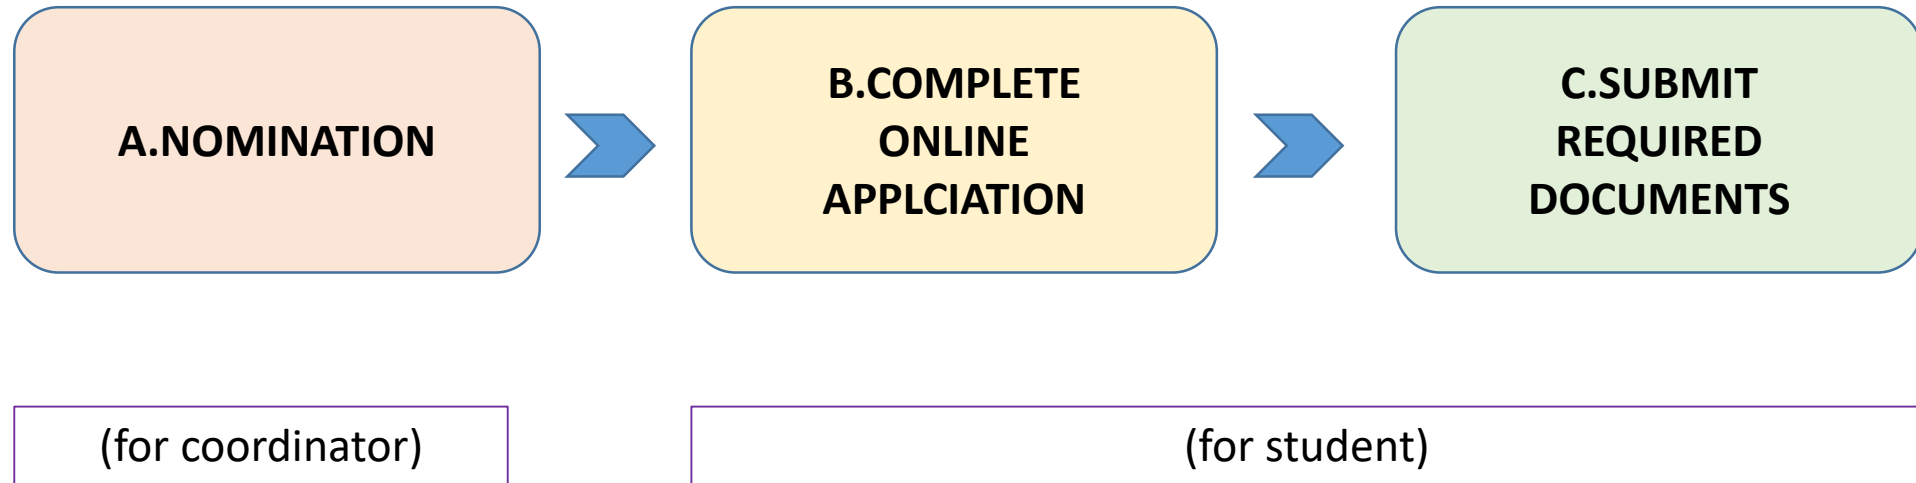 A.NOMINATION
B.COMPLETE
ONLINE
APPLCIATION
C.SUBMIT
REQUIRED
DOCUMENTS
(for coordinator)
(for student)